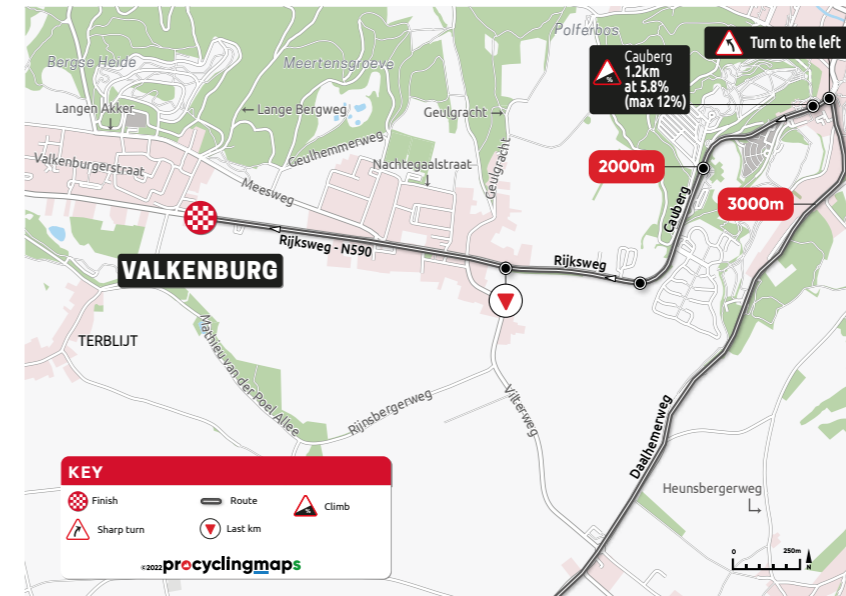 Polferbos
Turn to the left
Cauberg
1.2km
at 5.8%
(max 12%)
%
Bergse Heide
Meertensgroeve
Langen Akker
← Lange Bergweg
Geulgracht →
Valkenburgerstraat
Geulhemmerweg
Nachtegaalstraat
Geulgracht
Meesweg
2000m
3000m
Cauberg
Rijksweg - N590
Rijksweg
VALKENBURG
TERBLIJT
Mathieu van der Poel Allee
Rijnsbergerweg
Vilterweg
Daalhemerweg
Heunsbergerweg
KEY
Finish
Route
Climb
%
Sharp turn
Last km
©2022 procyclingmaps
0 250m
N